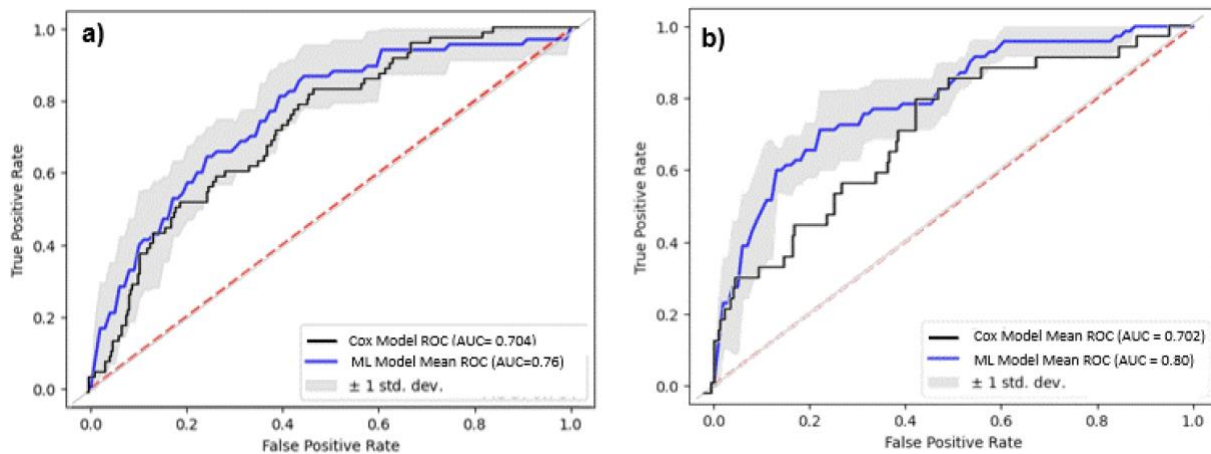 a)
1.0
0.8
0.6
0.4
0.2
0.0
True Positive Rate
Cox Model ROC (AUC= 0.704)
ML Model Mean ROC (AUC=0.76)
± 1 std. dev.
0.0 0.2 0.4 0.6 0.8 1.0
False Positive Rate
b)
1.0
0.8
0.6
0.4
0.2
0.0
True Positive Rate
Cox Model Mean ROC (AUC = 0.702)
ML Model Mean ROC (AUC = 0.80)
± 1 std. dev.
0.0 0.2 0.4 0.6 0.8 1.0
False Positive Rate